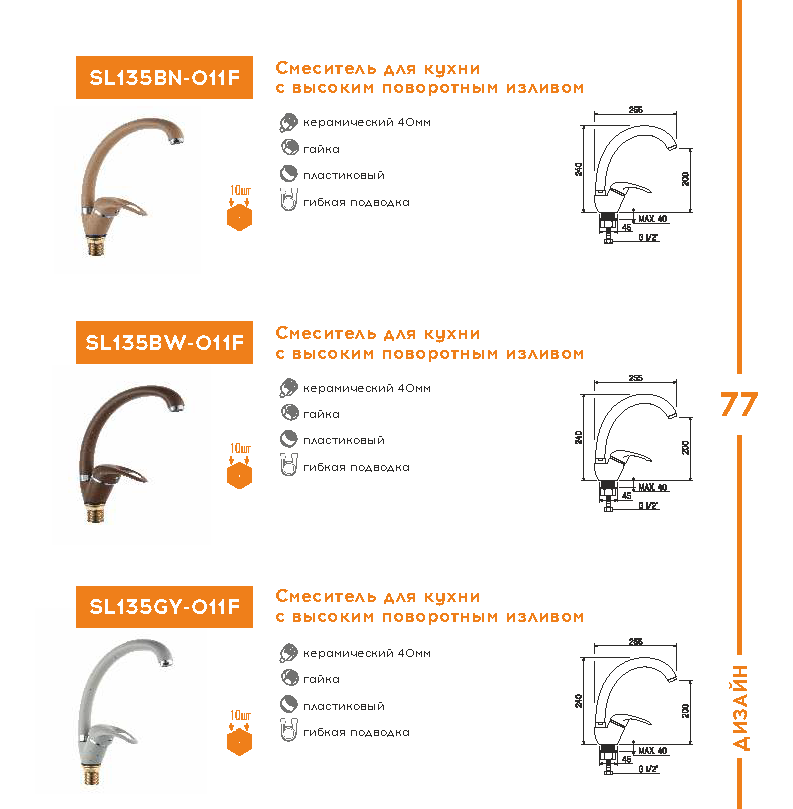 SL135BN-011F
Смеситель для кухни
с высоким поворотным изливом
керамический 40мм
гайка
пластиковый
гибкая подводка
10шт
255
240
200
MAX. 40
45
G 1/2"
SL135BW-011F
Смеситель для кухни
с высоким поворотным изливом
керамический 40мм
гайка
пластиковый
гибкая подводка
10шт
255
240
200
MAX. 40
45
G 1/2"
77
SL135GY-011F
Смеситель для кухни
с высоким поворотным изливом
керамический 40мм
гайка
пластиковый
гибкая подводка
10шт
255
240
200
MAX. 40
45
G 1/2"
ДИЗАЙН